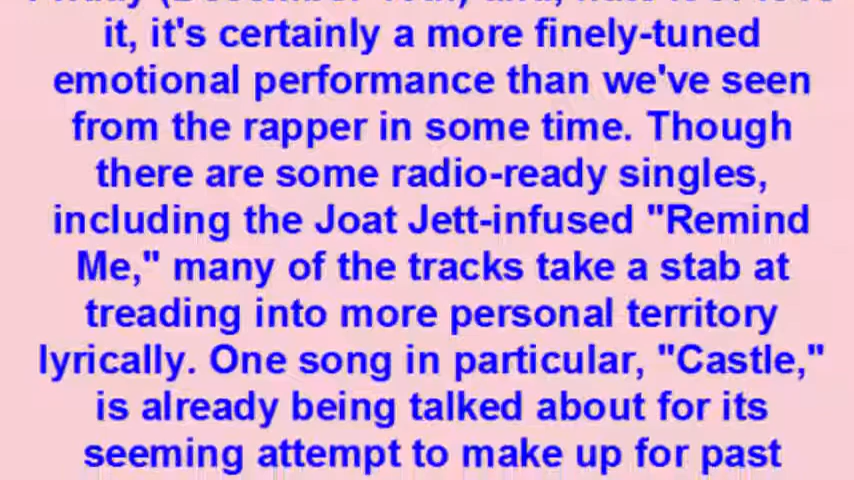 it, it's certainly a more finely-tuned
emotional performance than we've seen
from the rapper in some time. Though
there are some radio-ready singles,
including the Joat Jett-infused "Remind
Me," many of the tracks take a stab at
treading into more personal territory
lyrically. One song in particular, "Castle,"
is already being talked about for its
seeming attempt to make up for past